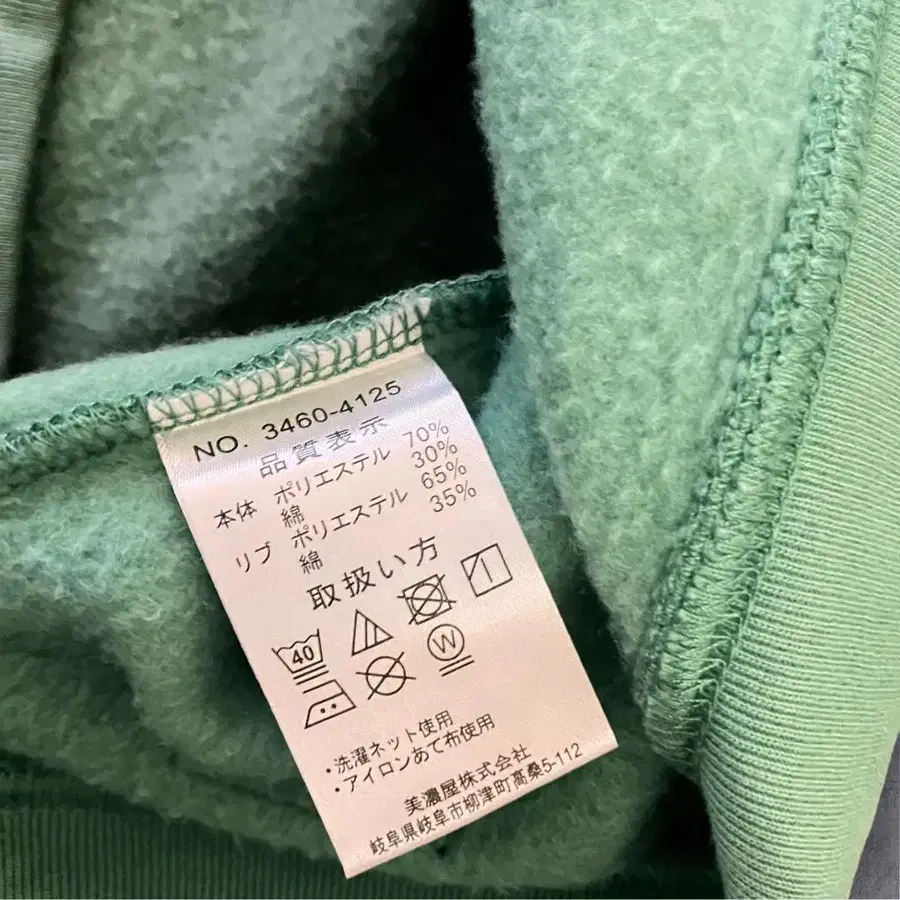 NO. 3460-4125
品質表示
本体 ポリエステル 70%
綿 30%
リブ ポリエステル 65%
綿 35%
取扱い方
40
W
・洗濯ネット使用
・アイロンあて布使用
美濃屋株式会社
岐阜県岐阜市柳津町高桑5-112